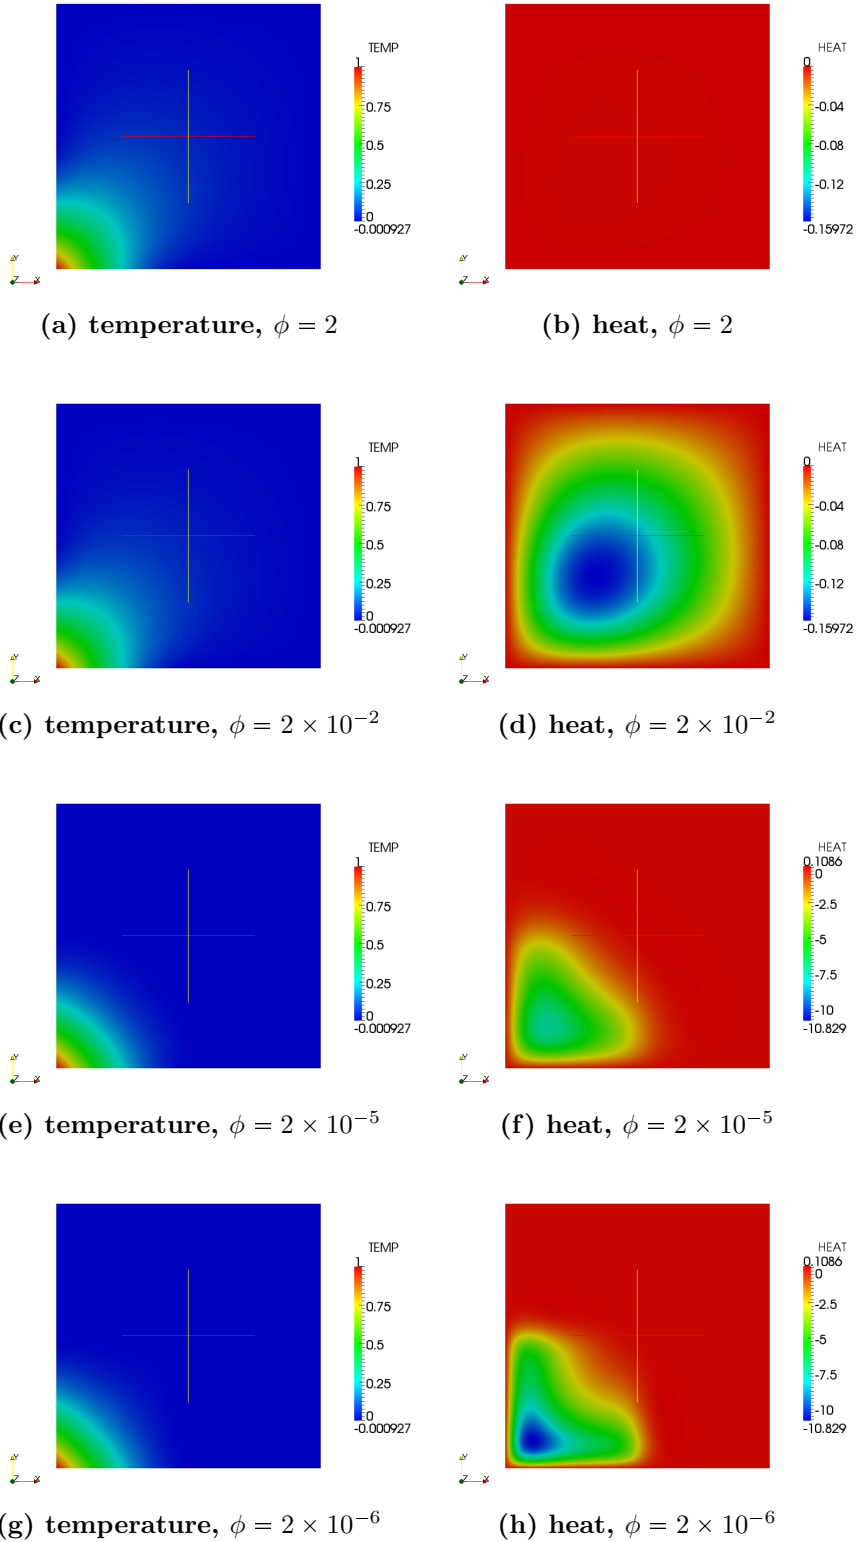 TEMP
1
0.75
0.5
0.25
0
-0.000927
Y
Z X
HEAT
0
-0.04
-0.08
-0.12
-0.15972
Y
Z X
(a) temperature, ϕ = 2
(b) heat, ϕ = 2
TEMP
1
0.75
0.5
0.25
0
-0.000927
Y
Z X
HEAT
0
-0.04
-0.08
-0.12
-0.15972
Y
Z X
(c) temperature, ϕ = 2 × 10⁻²
(d) heat, ϕ = 2 × 10⁻²
TEMP
1
0.75
0.5
0.25
0
-0.000927
Y
Z X
HEAT
0.1086
0
-2.5
-5
-7.5
-10
-10.829
Y
Z X
(e) temperature, ϕ = 2 × 10⁻⁵
(f) heat, ϕ = 2 × 10⁻⁵
TEMP
1
0.75
0.5
0.25
0
-0.000927
Y
Z X
HEAT
0.1086
0
-2.5
-5
-7.5
-10
-10.829
Y
Z X
(g) temperature, ϕ = 2 × 10⁻⁶
(h) heat, ϕ = 2 × 10⁻⁶